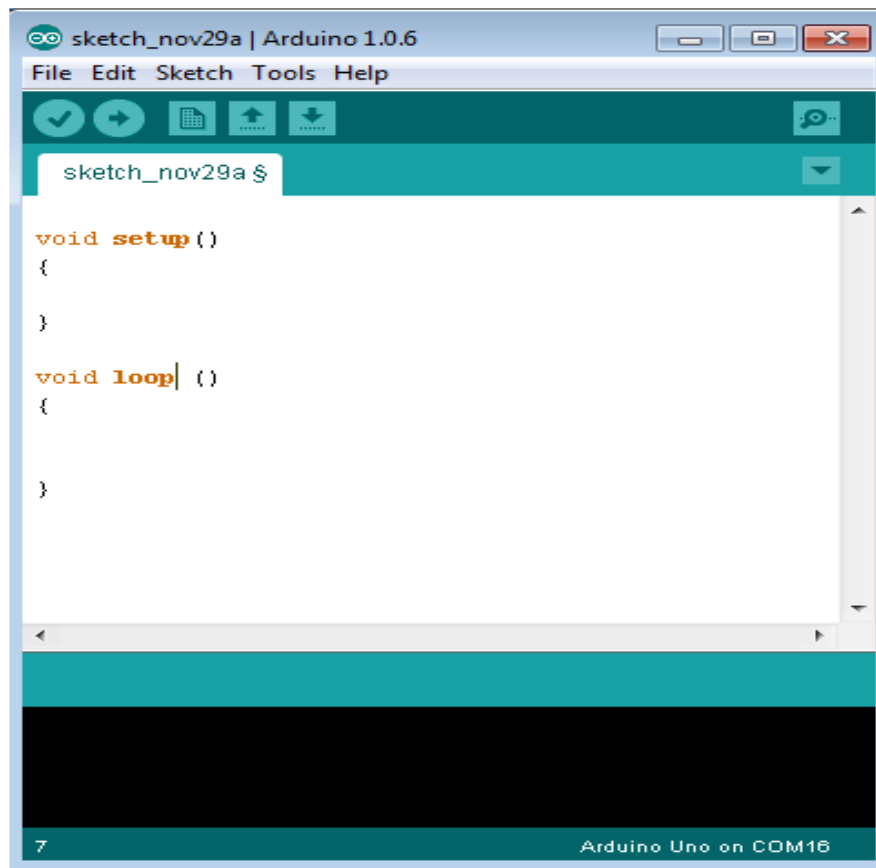 sketch_nov29a | Arduino 1.0.6
File Edit Sketch Tools Help
sketch_nov29a §
void setup()
{
}
void loop ()
{
}
7 Arduino Uno on COM16